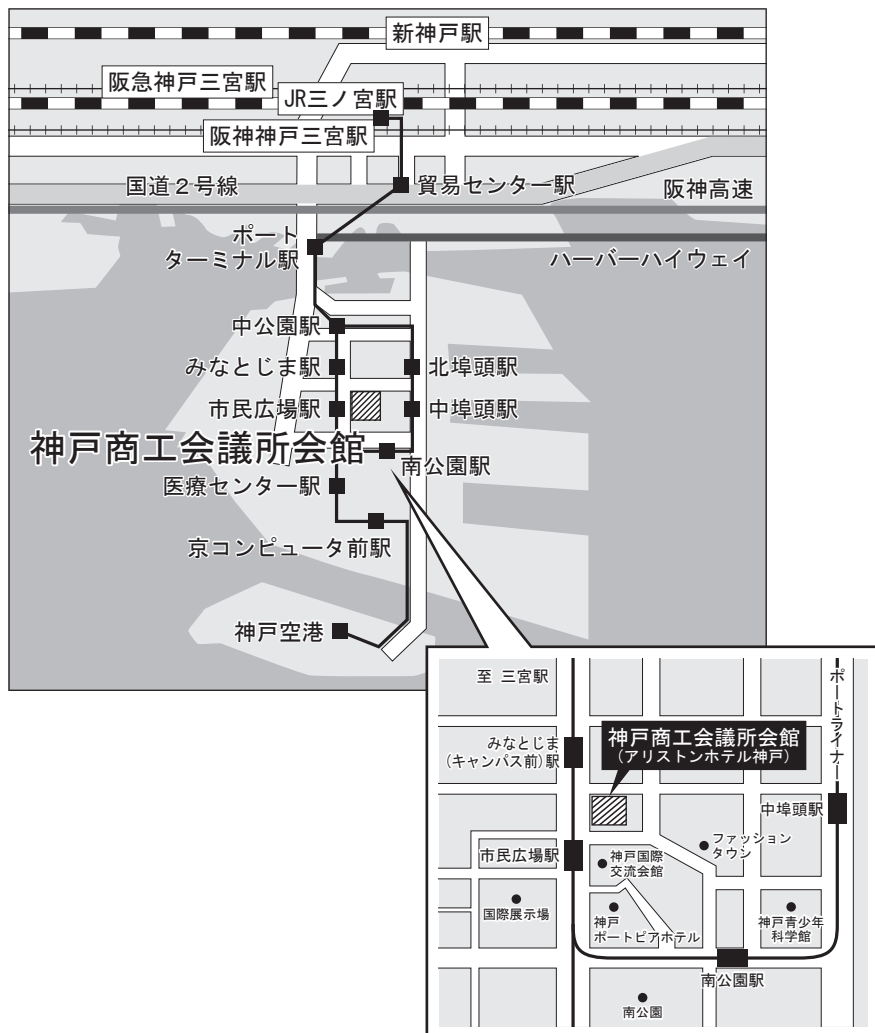 新神戸駅
阪急神戸三宮駅
JR三ノ宮駅
阪神神戸三宮駅
国道2号線
貿易センター駅
阪神高速
ポート
ターミナル駅
ハーバーハイウェイ
中公園駅
みなとじま駅
北埠頭駅
市民広場駅
中埠頭駅
神戸商工会議所会館
南公園駅
医療センター駅
京コンピュータ前駅
神戸空港
至 三宮駅
ポートライナー
みなとじま
(キャンパス前)駅
神戸商工会議所会館
(アリストンホテル神戸)
中埠頭駅
ファッション
タウン
市民広場駅
神戸国際
交流会館
国際展示場
神戸
ポートピアホテル
神戸青少年
科学館
南公園駅
南公園